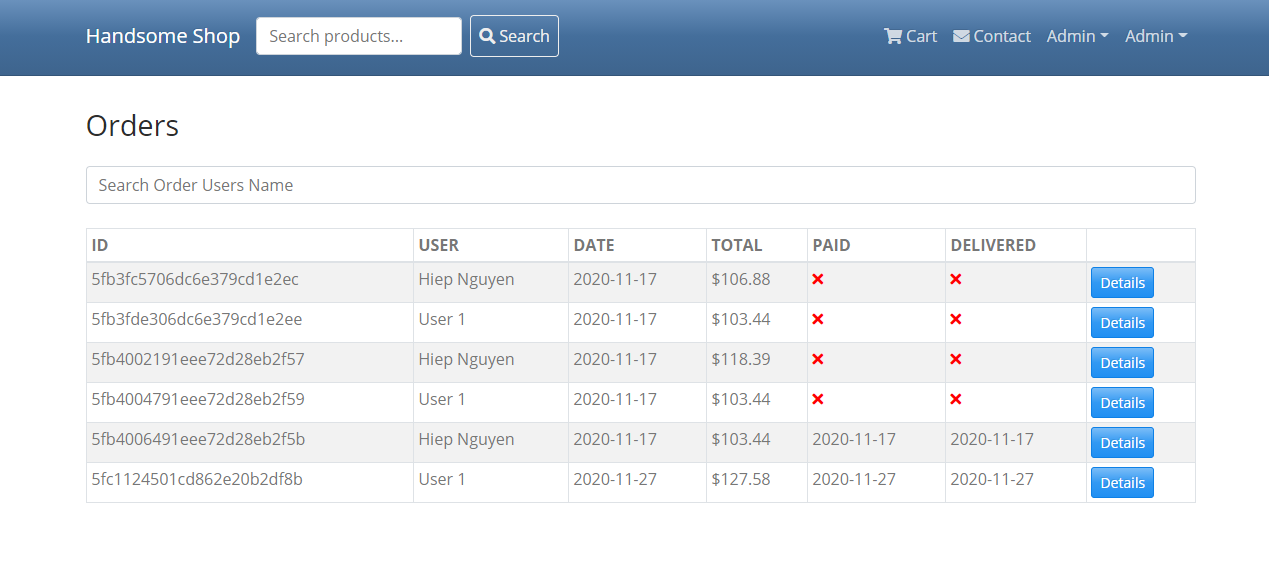 Handsome Shop Search products... Search Cart Contact Admin Admin
Orders
Search Order Users Name
ID USER DATE TOTAL PAID DELIVERED
5fb3fc5706dc6e379cd1e2ec Hiep Nguyen 2020-11-17 $106.88 Details
5fb3fde306dc6e379cd1e2ee User 1 2020-11-17 $103.44 Details
5fb4002191eee72d28eb2f57 Hiep Nguyen 2020-11-17 $118.39 Details
5fb4004791eee72d28eb2f59 User 1 2020-11-17 $103.44 Details
5fb4006491eee72d28eb2f5b Hiep Nguyen 2020-11-17 $103.44 2020-11-17 2020-11-17 Details
5fc1124501cd862e20b2df8b User 1 2020-11-27 $127.58 2020-11-27 2020-11-27 Details